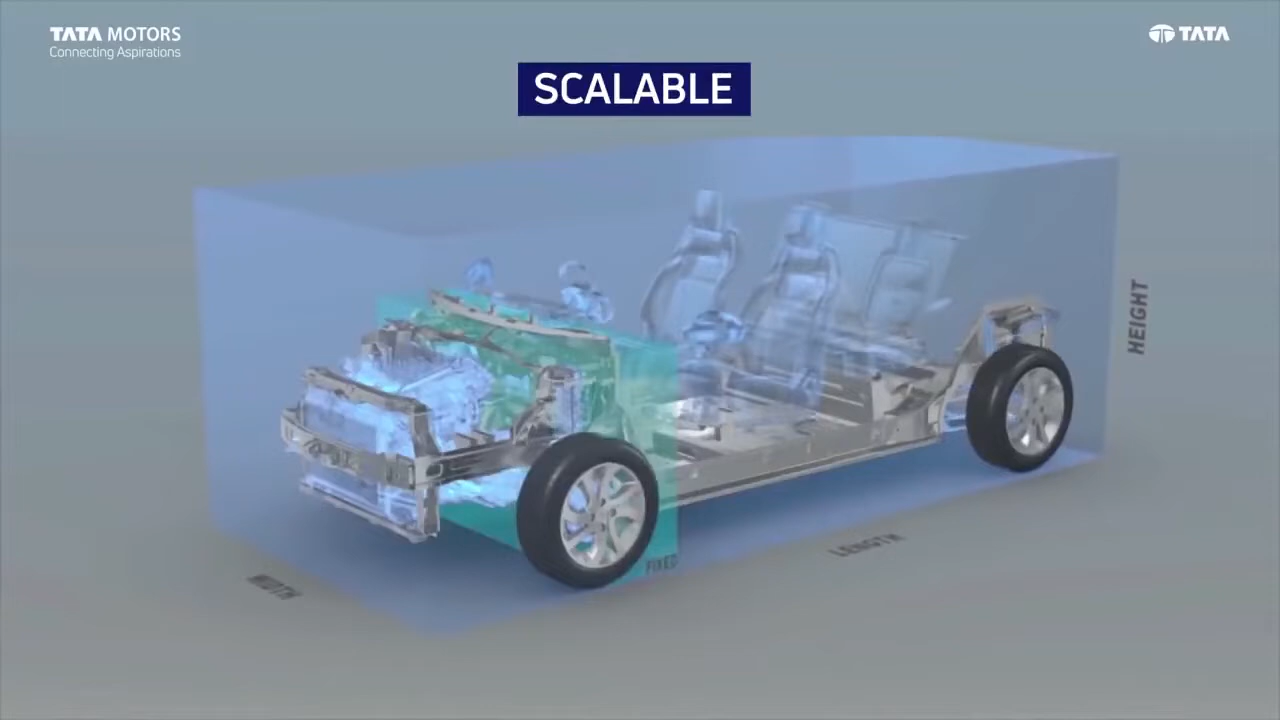 TATA MOTORS
Connecting Aspirations
TATA
SCALABLE
HEIGHT
LENGTH
FIXED
WIDTH